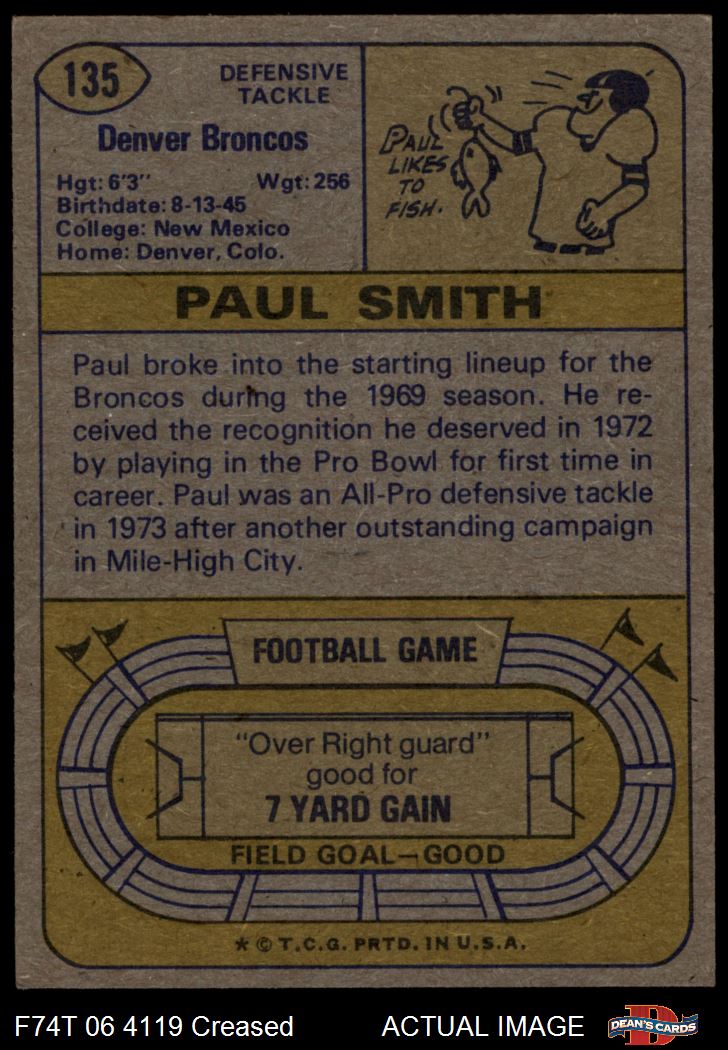 135
DEFENSIVE
TACKLE
Denver Broncos
Hgt: 6'3" Wgt: 256
Birthdate: 8-13-45
College: New Mexico
Home: Denver, Colo.
PAUL
LIKES
TO
FISH.
PAUL SMITH
Paul broke into the starting lineup for the
Broncos during the 1969 season. He re-
ceived the recognition he deserved in 1972
by playing in the Pro Bowl for first time in
career. Paul was an All-Pro defensive tackle
in 1973 after another outstanding campaign
in Mile-High City.
FOOTBALL GAME
"Over Right guard"
good for
7 YARD GAIN
FIELD GOAL—GOOD
* © T.C.G. PRTD. IN U.S.A.
F74T 06 4119 Creased ACTUAL IMAGE
D
DEAN'S CARDS